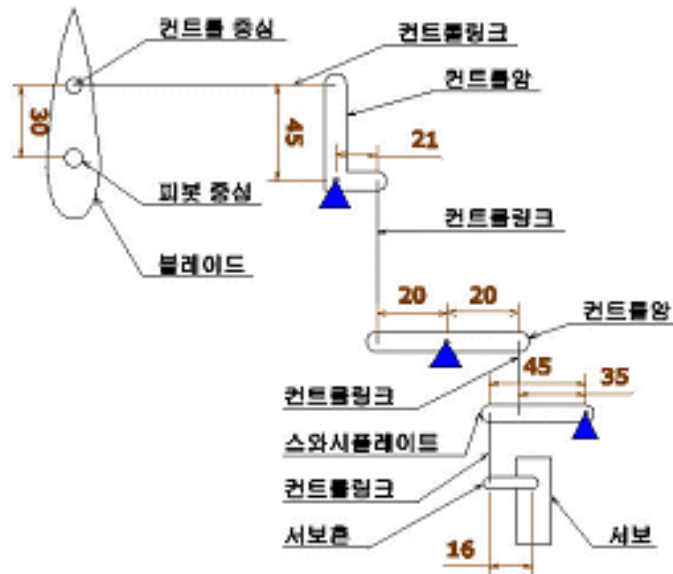 컨트롤 중심
컨트롤링크
컨트롤암
30
45
21
피봇 중심
컨트롤링크
블레이드
20
20
컨트롤암
45
35
컨트롤링크
스와시플레이트
컨트롤링크
서보혼
서보
16